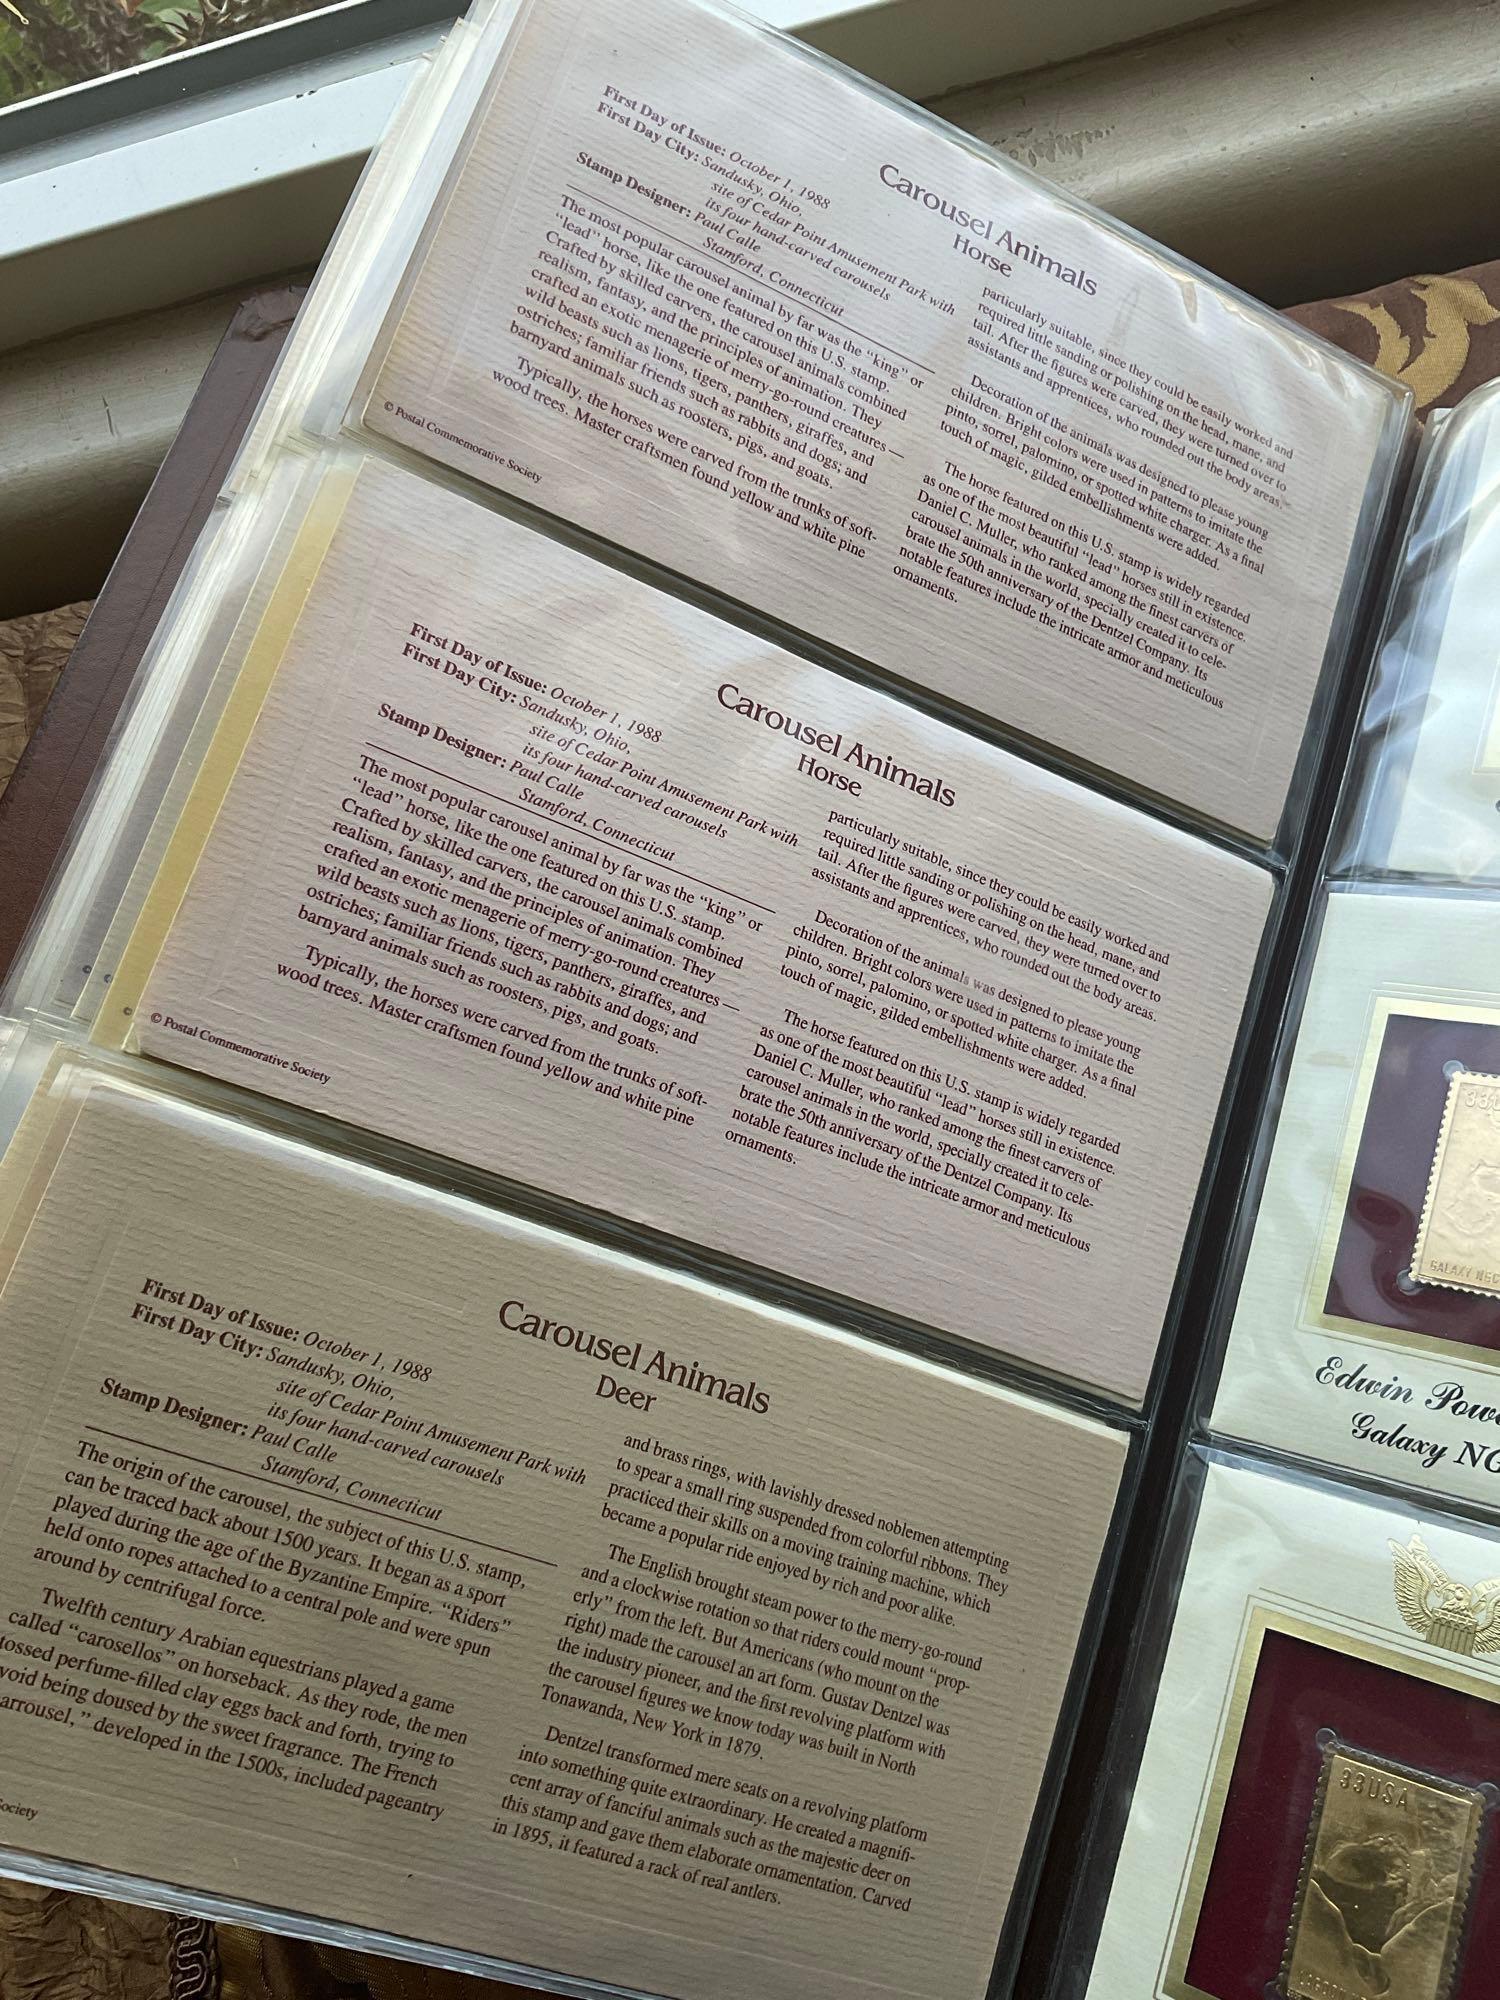 Carousel Animals
Horse
First Day of Issue: October 1, 1988
First Day City: Sandusky, Ohio,
site of Cedar Point Amusement Park with
its four hand-carved carousels
Stamp Designer: Paul Calle
Stamford, Connecticut
The most popular carousel animal by far was the “king” or
“lead” horse, like the one featured on this U.S. stamp.
Crafted by skilled carvers, the carousel animals combined
realism, fantasy, and the principles of animation. They
crafted an exotic menagerie of merry-go-round creatures —
wild beasts such as lions, tigers, panthers, giraffes, and
ostriches; familiar friends such as rabbits and dogs; and
barnyard animals such as roosters, pigs, and goats.
Typically, the horses were carved from the trunks of soft-
wood trees. Master craftsmen found yellow and white pine
particularly suitable, since they could be easily worked and
required little sanding or polishing on the head, mane, and
tail. After the figures were carved, they were turned over to
assistants and apprentices, who rounded out the body areas.
Decoration of the animals was designed to please young
children. Bright colors were used in patterns to imitate the
pinto, sorrel, palomino, or spotted white charger. As a final
touch of magic, gilded embellishments were added.
The horse featured on this U.S. stamp is widely regarded
as one of the most beautiful “lead” horses still in existence.
Daniel C. Muller, who ranked among the finest carvers of
carousel animals in the world, specially created it to cele-
brate the 50th anniversary of the Dentzel Company. Its
notable features include the intricate armor and meticulous
ornaments.
© Postal Commemorative Society
Carousel Animals
Horse
First Day of Issue: October 1, 1988
First Day City: Sandusky, Ohio,
site of Cedar Point Amusement Park with
its four hand-carved carousels
Stamp Designer: Paul Calle
Stamford, Connecticut
The most popular carousel animal by far was the “king” or
“lead” horse, like the one featured on this U.S. stamp.
Crafted by skilled carvers, the carousel animals combined
realism, fantasy, and the principles of animation. They
crafted an exotic menagerie of merry-go-round creatures —
wild beasts such as lions, tigers, panthers, giraffes, and
ostriches; familiar friends such as rabbits and dogs; and
barnyard animals such as roosters, pigs, and goats.
Typically, the horses were carved from the trunks of soft-
wood trees. Master craftsmen found yellow and white pine
particularly suitable, since they could be easily worked and
required little sanding or polishing on the head, mane, and
tail. After the figures were carved, they were turned over to
assistants and apprentices, who rounded out the body areas.
Decoration of the animals was designed to please young
children. Bright colors were used in patterns to imitate the
pinto, sorrel, palomino, or spotted white charger. As a final
touch of magic, gilded embellishments were added.
The horse featured on this U.S. stamp is widely regarded
as one of the most beautiful “lead” horses still in existence.
Daniel C. Muller, who ranked among the finest carvers of
carousel animals in the world, specially created it to cele-
brate the 50th anniversary of the Dentzel Company. Its
notable features include the intricate armor and meticulous
ornaments.
© Postal Commemorative Society
Carousel Animals
Deer
First Day of Issue: October 1, 1988
First Day City: Sandusky, Ohio,
site of Cedar Point Amusement Park with
its four hand-carved carousels
Stamp Designer: Paul Calle
Stamford, Connecticut
The origin of the carousel, the subject of this U.S. stamp,
can be traced back about 1500 years. It began as a sport
played during the age of the Byzantine Empire. “Riders”
held onto ropes attached to a central pole and were spun
around by centrifugal force.
Twelfth century Arabian equestrians played a game
called “carosellos” on horseback. As they rode, the men
tossed perfume-filled clay eggs back and forth, trying to
void being doused by the sweet fragrance. The French
arrousel,” developed in the 1500s, included pageantry
and brass rings, with lavishly dressed noblemen attempting
to spear a small ring suspended from colorful ribbons. They
practiced their skills on a moving training machine, which
became a popular ride enjoyed by rich and poor alike.
The English brought steam power to the merry-go-round
and a clockwise rotation so that riders could mount “prop-
erly” from the left. But Americans (who mount on the
right) made the carousel an art form. Gustav Dentzel was
the industry pioneer, and the first revolving platform with
the carousel figures we know today was built in North
Tonawanda, New York in 1879.
Dentzel transformed mere seats on a revolving platform
into something quite extraordinary. He created a magnifi-
cent array of fanciful animals such as the majestic deer on
this stamp and gave them elaborate ornamentation. Carved
in 1895, it featured a rack of real antlers.
ociety
33U
GALAXY NGC
Edwin Powe
Galaxy NG
33USA